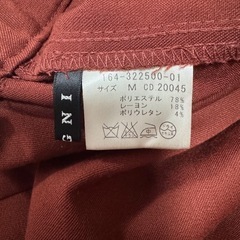 164-322500-01
サイズ M CD.20045
ポリエステル 78%
レーヨン 18%
ポリウレタン 4%
INGNI